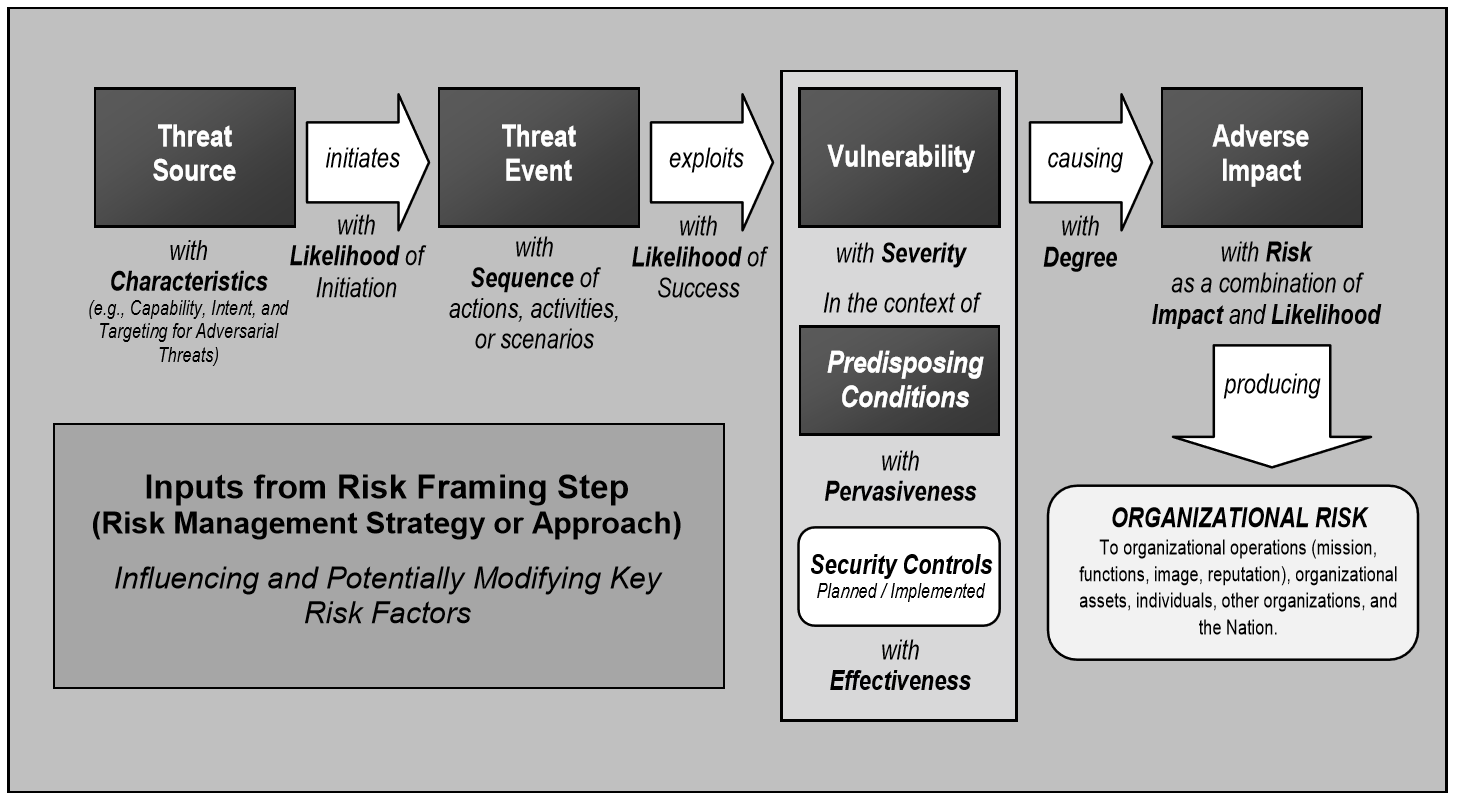 Threat
Source
initiates
Threat
Event
exploits
Vulnerability
causing
Adverse
Impact
with
Characteristics
(e.g., Capability, Intent, and
Targeting for Adversarial
Threats)
with
Likelihood of
Initiation
with
Sequence of
actions, activities,
or scenarios
with
Likelihood of
Success
with Severity
In the context of
Predisposing
Conditions
with
Pervasiveness
Security Controls
Planned / Implemented
with
Effectiveness
with
Degree
with Risk
as a combination of
Impact and Likelihood
producing
ORGANIZATIONAL RISK
To organizational operations (mission,
functions, image, reputation), organizational
assets, individuals, other organizations, and
the Nation.
Inputs from Risk Framing Step
(Risk Management Strategy or Approach)
Influencing and Potentially Modifying Key
Risk Factors